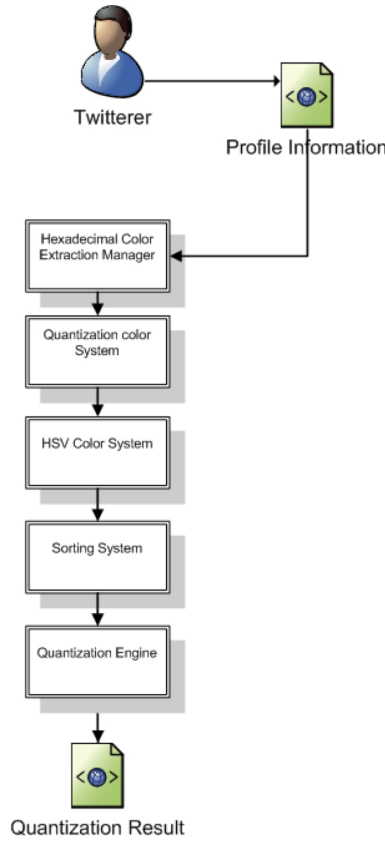 Twitterer
Profile Information
Hexadecimal Color
Extraction Manager
Quantization color
System
HSV Color System
Sorting System
Quantization Engine
Quantization Result